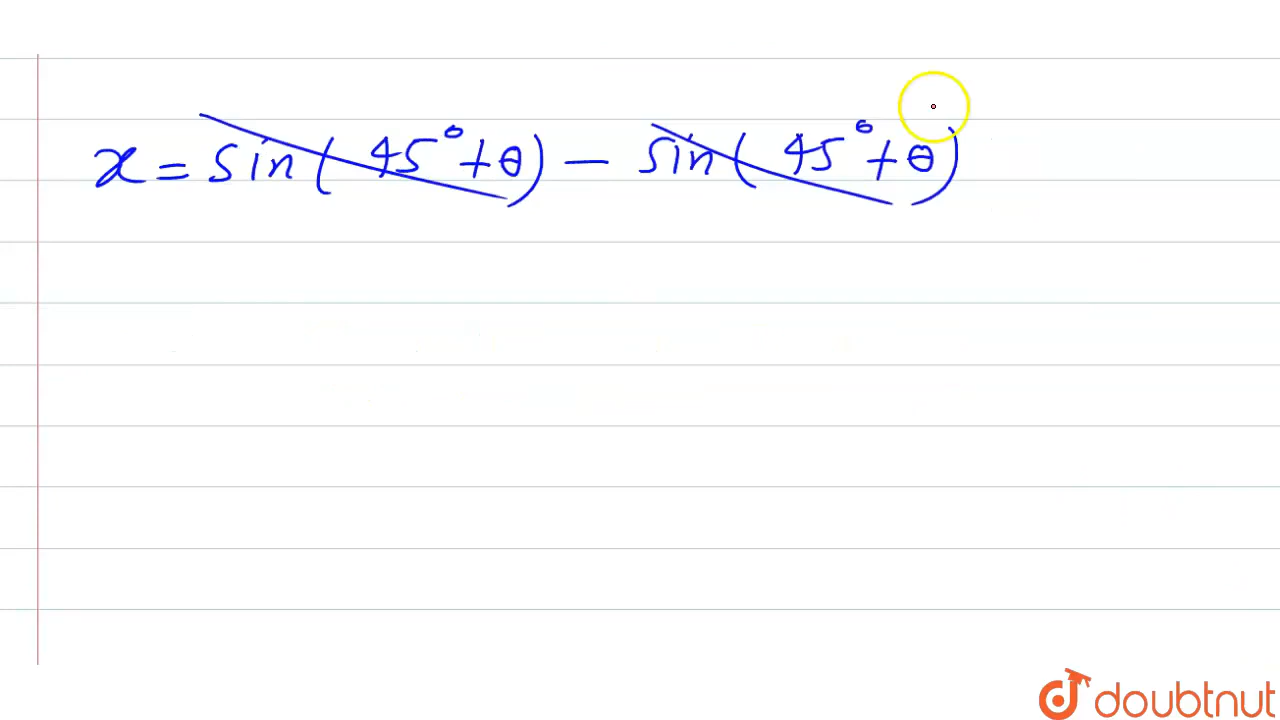 x = sin(45° + θ) − sin(45° + θ)
doubtnut